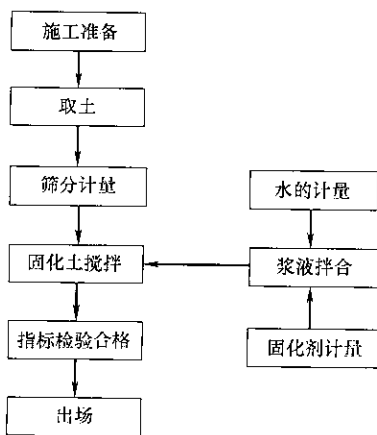 施工准备
取土
筛分计量
水的计量
固化土搅拌
浆液拌合
指标检验合格
固化剂计量
出场